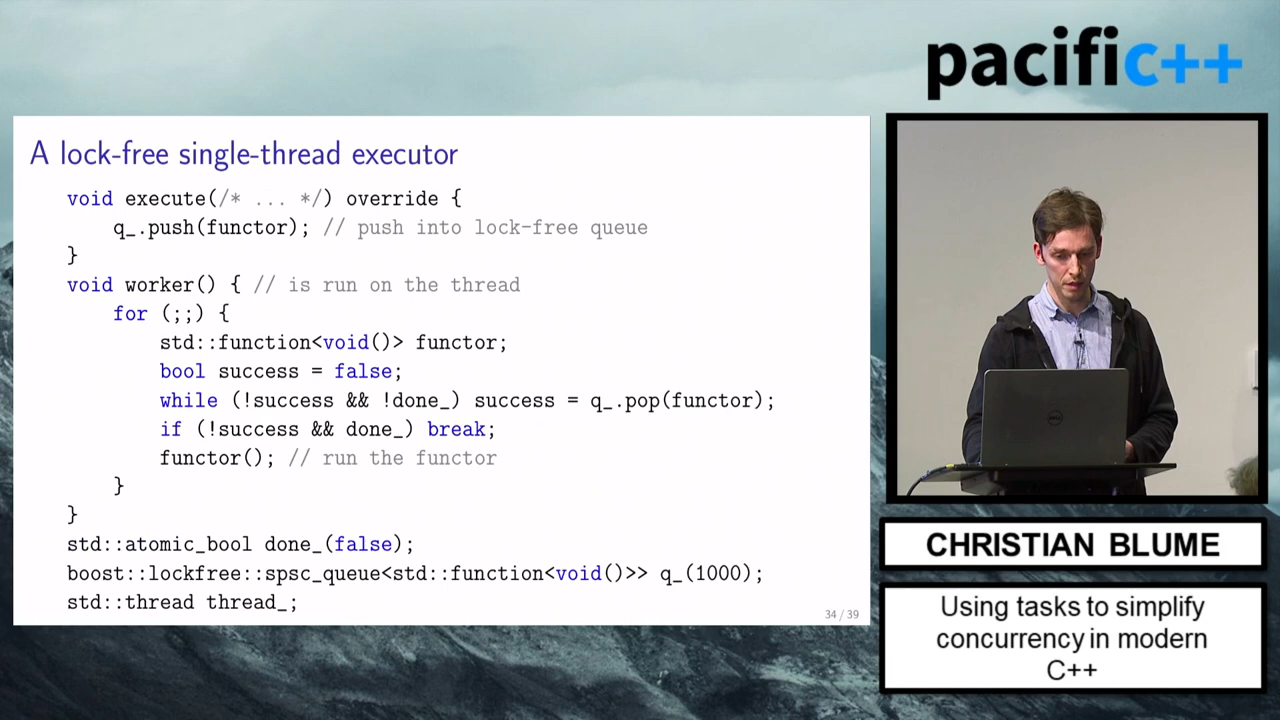 pacific++
A lock-free single-thread executor
void execute(/* ... */) override {
q_.push(functor); // push into lock-free queue
}
void worker() { // is run on the thread
for (;;) {
std::function<void()> functor;
bool success = false;
while (!success && !done_) success = q_.pop(functor);
if (!success && done_) break;
functor(); // run the functor
}
}
std::atomic_bool done_(false);
boost::lockfree::spsc_queue<std::function<void()>> q_(1000);
std::thread thread_;
34 / 39
DELL
CHRISTIAN BLUME
Using tasks to simplify
concurrency in modern
C++